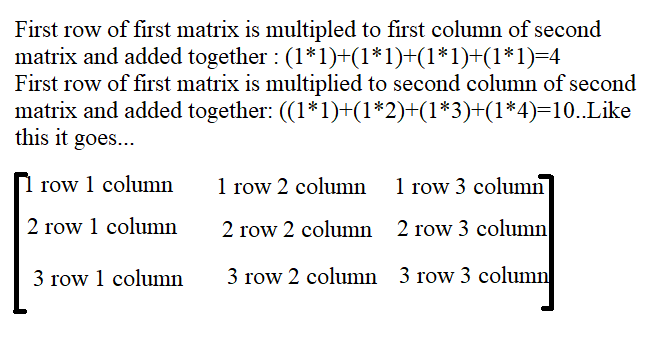 First row of First matrix is multipled to first column of second
matrix and added together : (1*1)+(1*1)+(1*1)+(1*1)=4
First row of first matrix is multiplied to second column of second
matrix and added together: ((1*1)+(1*2)+(1*3)+(1*4)=10..Like
this it goes...
1 row 1 column 1 row 2 column 1 row 3 column
2 row 1 column 2 row 2 column 2 row 3 column
3 row 1 column 3 row 2 column 3 row 3 column